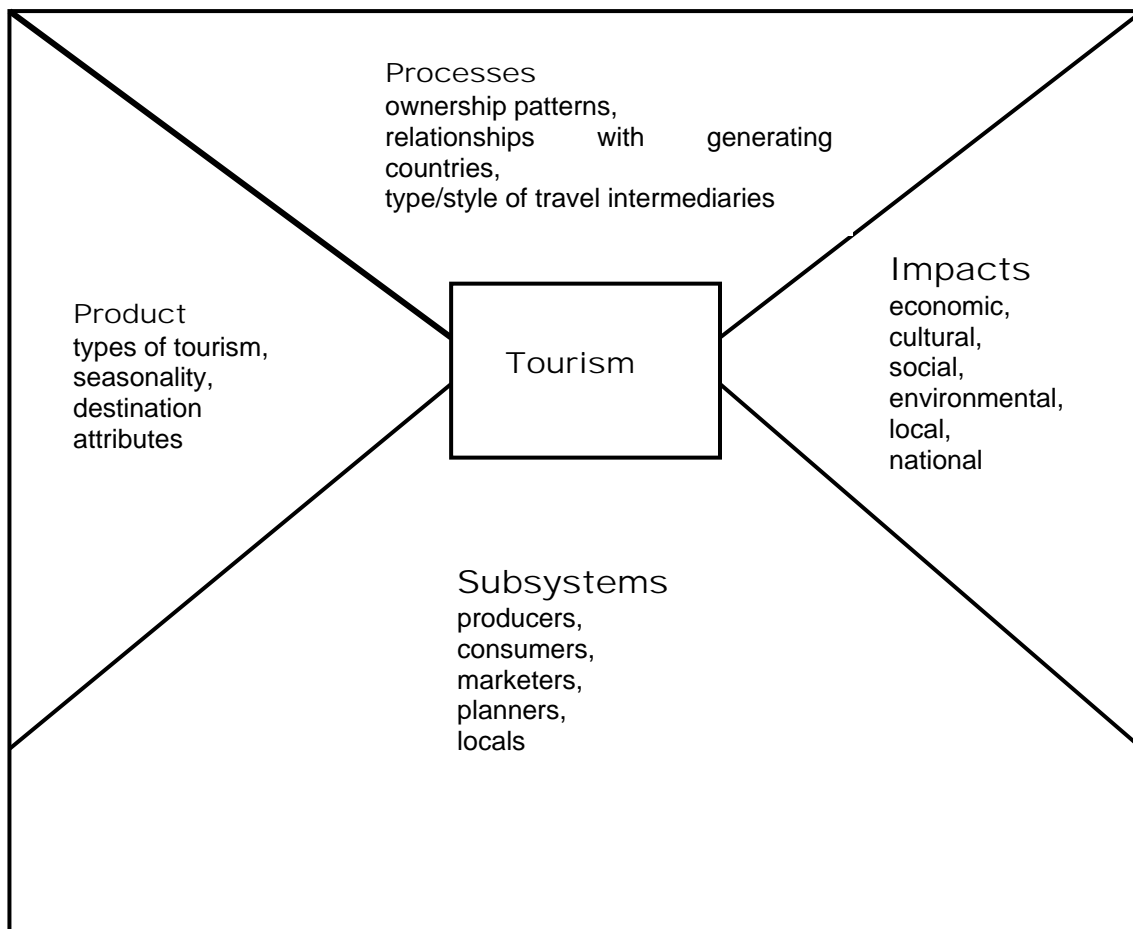 Processes
ownership patterns,
relationships with generating
countries,
type/style of travel intermediaries
Product
types of tourism,
seasonality,
destination
attributes
Tourism
Impacts
economic,
cultural,
social,
environmental,
local,
national
Subsystems
producers,
consumers,
marketers,
planners,
locals